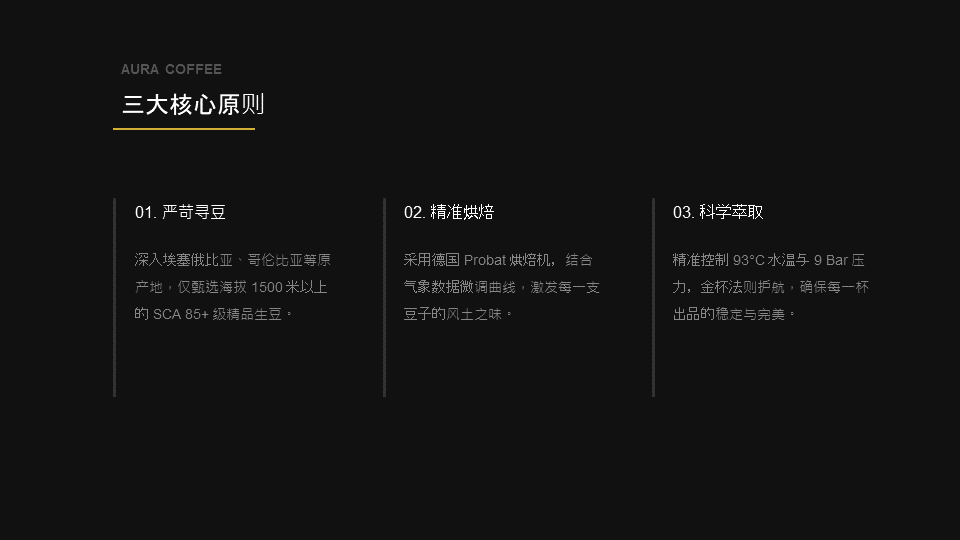 AURA COFFEE
三大核心原则
01. 严苛寻豆
深入埃塞俄比亚、哥伦比亚等原
产地，仅甄选海拔 1500 米以上
的 SCA 85+ 级精品生豆。
02. 精准烘焙
采用德国 Probat 烘焙机，结合
气象数据微调曲线，激发每一支
豆子的风土之味。
03. 科学萃取
精准控制 93°C 水温与 9 Bar 压
力，金杯法则护航，确保每一杯
出品的稳定与完美。